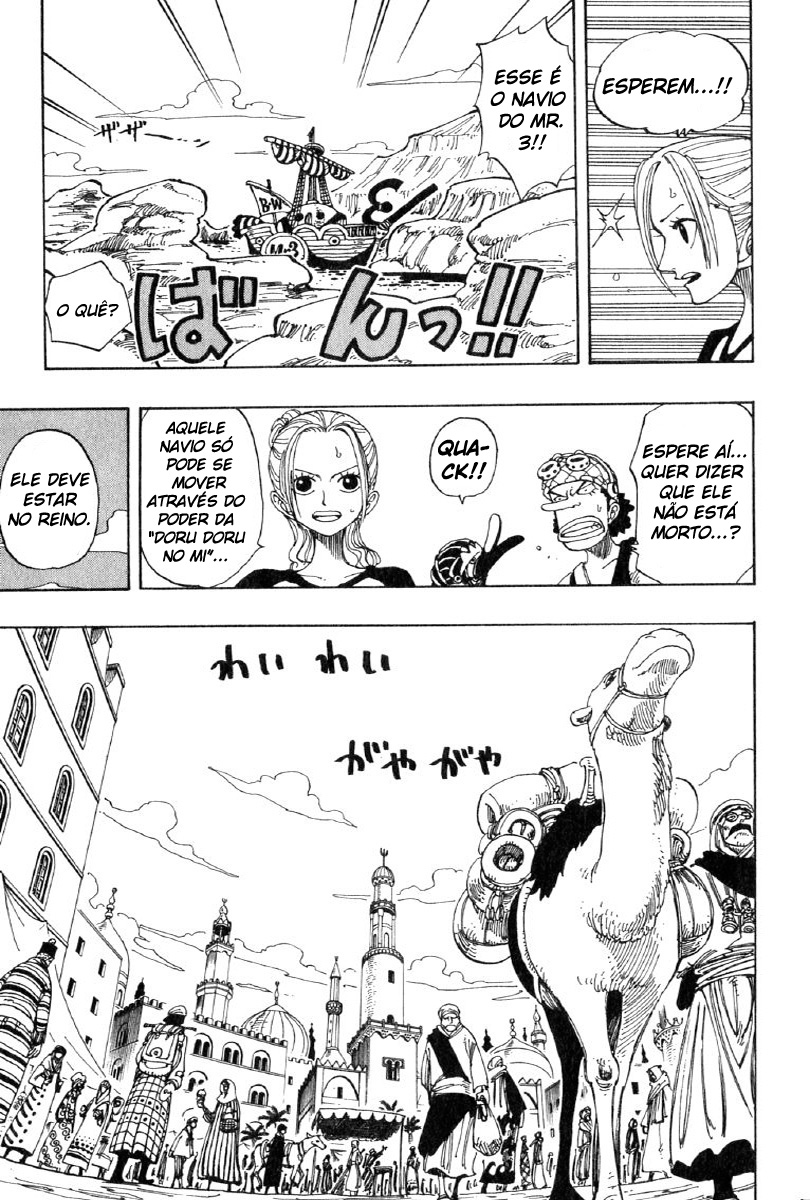 ESPEREM...!!
ESSE É
O NAVIO
DO MR.
3!!
ザザ
B・W
3
Mr.3
O QUÊ?
ばんっ!!
ESPERE AÍ...
QUER DIZER
QUE ELE
NÃO ESTÁ
MORTO...?
QUA-
CK!!
AQUELE
NAVIO SÓ
PODE SE
MOVER
ATRAVÉS DO
PODER DA
"DORU DORU
NO MI"...
ELE DEVE
ESTAR
NO REINO.
わい わい
がや がや